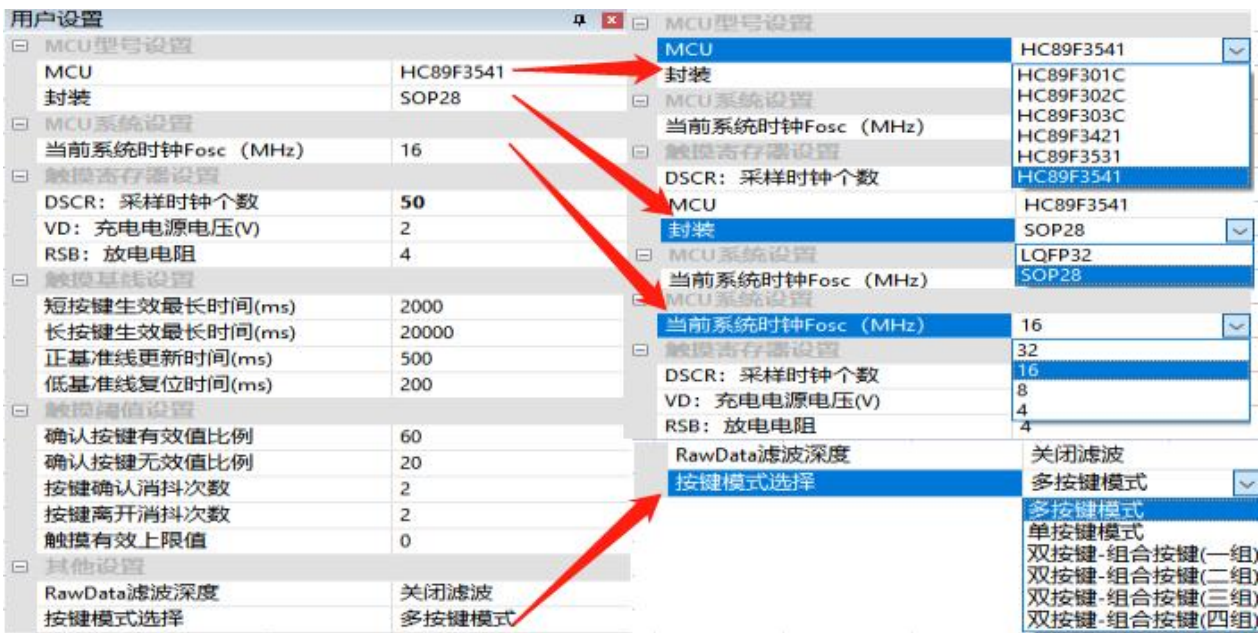 用户设置
MCU型号设置
MCU HC89F3541
封装 SOP28
MCU系统设置
当前系统时钟Fosc（MHz） 16
触摸寄存器设置
DSCR：采样时钟个数 50
VD：充电电源电压(V) 2
RSB：放电电阻 4
触摸基线设置
短按键生效最长时间(ms) 2000
长按键生效最长时间(ms) 20000
正基准线更新时间(ms) 500
低基准线复位时间(ms) 200
触摸阈值设置
确认按键有效值比例 60
确认按键无效值比例 20
按键确认消抖次数 2
按键离开消抖次数 2
触摸有效上限值 0
其他设置
RawData滤波深度 关闭滤波
按键模式选择 多按键模式
MCU型号设置
MCU HC89F3541
封装
HC89F301C
HC89F302C
HC89F303C
HC89F3421
HC89F3531
HC89F3541
MCU系统设置
当前系统时钟Fosc（MHz）
触摸寄存器设置
DSCR：采样时钟个数
MCU HC89F3541
封装 SOP28
LQFP32
SOP28
MCU系统设置
当前系统时钟Fosc（MHz）
MCU系统设置
当前系统时钟Fosc（MHz） 16
32
16
8
4
触摸寄存器设置
DSCR：采样时钟个数
VD：充电电源电压(V)
RSB：放电电阻 4
RawData滤波深度 关闭滤波
按键模式选择 多按键模式
多按键模式
单按键模式
双按键-组合按键(一组)
双按键-组合按键(二组)
双按键-组合按键(三组)
双按键-组合按键(四组)